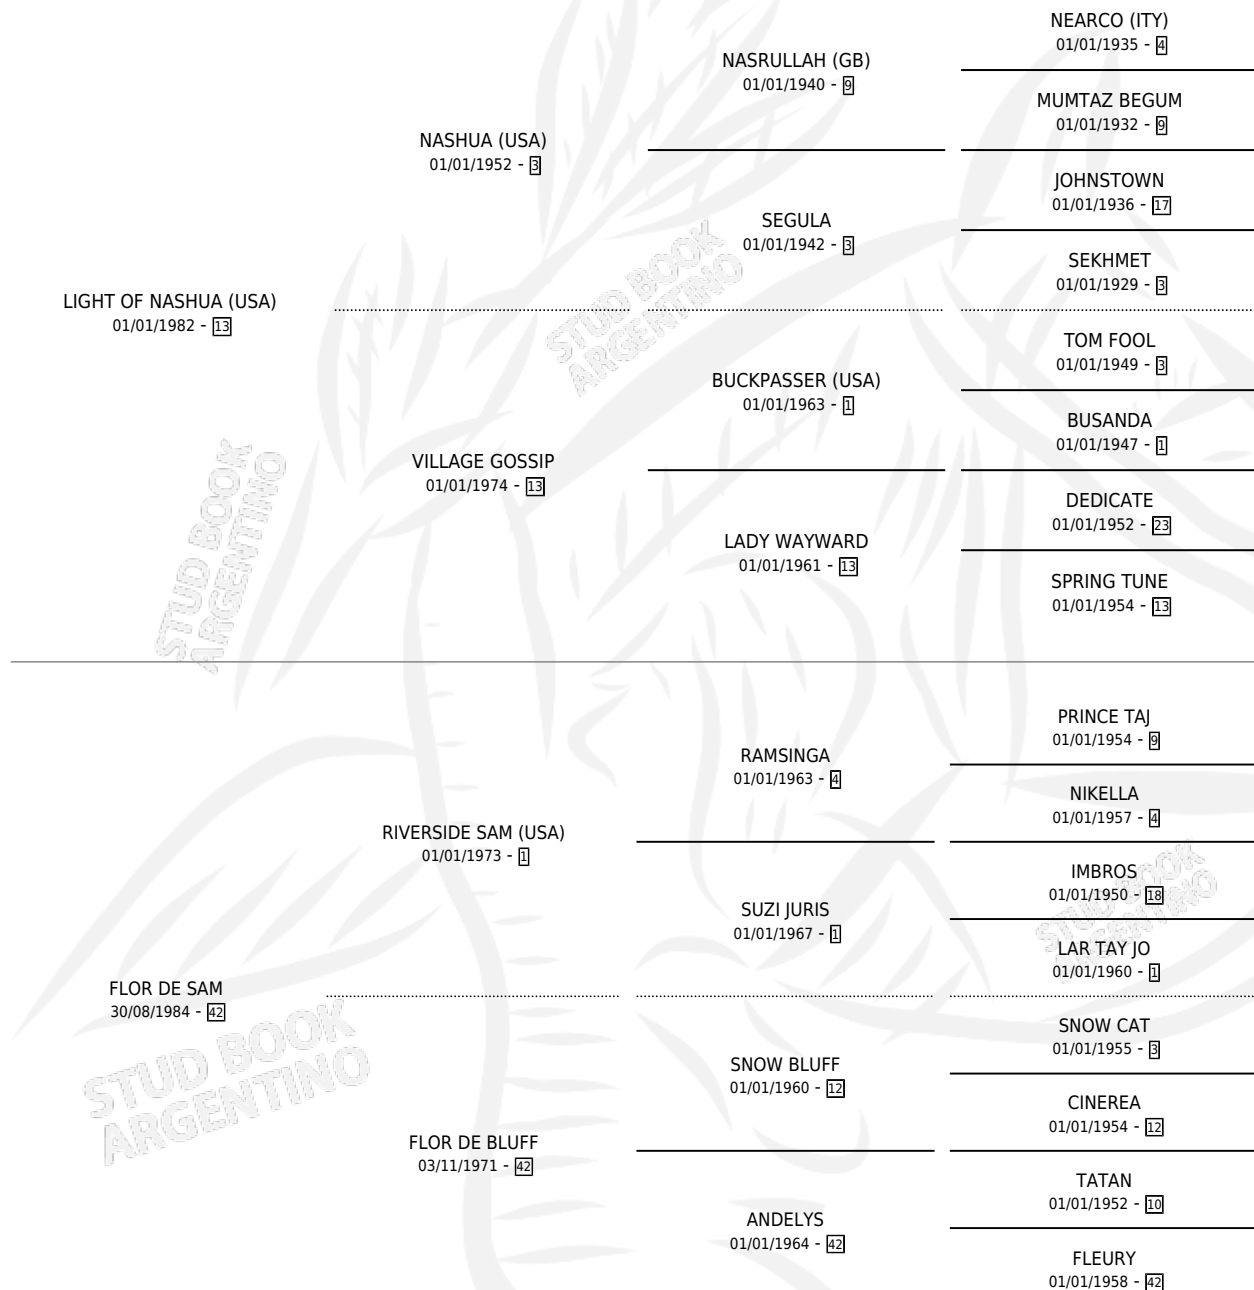 NEARCO (ITY)
01/01/1935 - 4
NASRULLAH (GB)
01/01/1940 - 9
MUMTAZ BEGUM
01/01/1932 - 9
NASHUA (USA)
01/01/1952 - 3
JOHNSTOWN
01/01/1936 - 17
SEGULA
01/01/1942 - 3
SEKHMET
01/01/1929 - 3
LIGHT OF NASHUA (USA)
01/01/1982 - 13
TOM FOOL
01/01/1949 - 3
BUCKPASSER (USA)
01/01/1963 - 1
BUSANDA
01/01/1947 - 1
VILLAGE GOSSIP
01/01/1974 - 13
DEDICATE
01/01/1952 - 23
LADY WAYWARD
01/01/1961 - 13
SPRING TUNE
01/01/1954 - 13
PRINCE TAJ
01/01/1954 - 9
RAMSINGA
01/01/1963 - 4
NIKELLA
01/01/1957 - 4
RIVERSIDE SAM (USA)
01/01/1973 - 1
IMBROS
01/01/1950 - 18
SUZI JURIS
01/01/1967 - 1
LAR TAY JO
01/01/1960 - 1
FLOR DE SAM
30/08/1984 - 42
SNOW CAT
01/01/1955 - 3
SNOW BLUFF
01/01/1960 - 12
CINEREA
01/01/1954 - 12
FLOR DE BLUFF
03/11/1971 - 42
TATAN
01/01/1952 - 10
ANDELYS
01/01/1964 - 42
FLEURY
01/01/1958 - 42
STUD BOOK
ARGENTINO
STUD BOOK
ARGENTINO
STUD BOOK
ARGENTINO
STUD BOOK
ARGENTINO